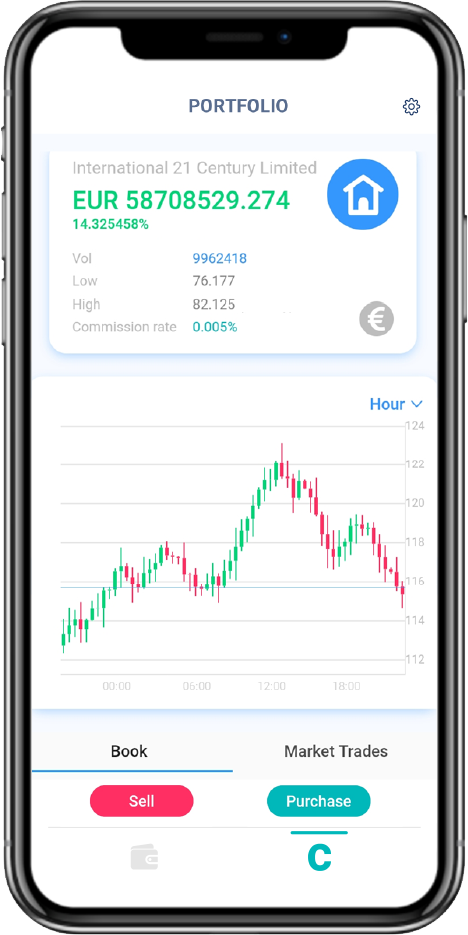 PORTFOLIO
International 21 Century Limited
EUR 58708529.274
14.325458%
Vol 9962418
Low 76.177
High 82.125
€
Commission rate 0.005%
Hour
124
122
120
118
116
114
112
00:00 06:00 12:00 18:00
Book Market Trades
Sell Purchase
C